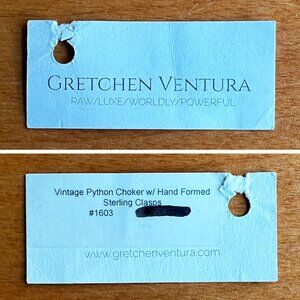 GRETCHEN VENTURA
RAW/LUXE/WORLDLY/POWERFUL
Vintage Python Choker w/ Hand Formed
Sterling Clasps
#1603
www.gretchenventura.com